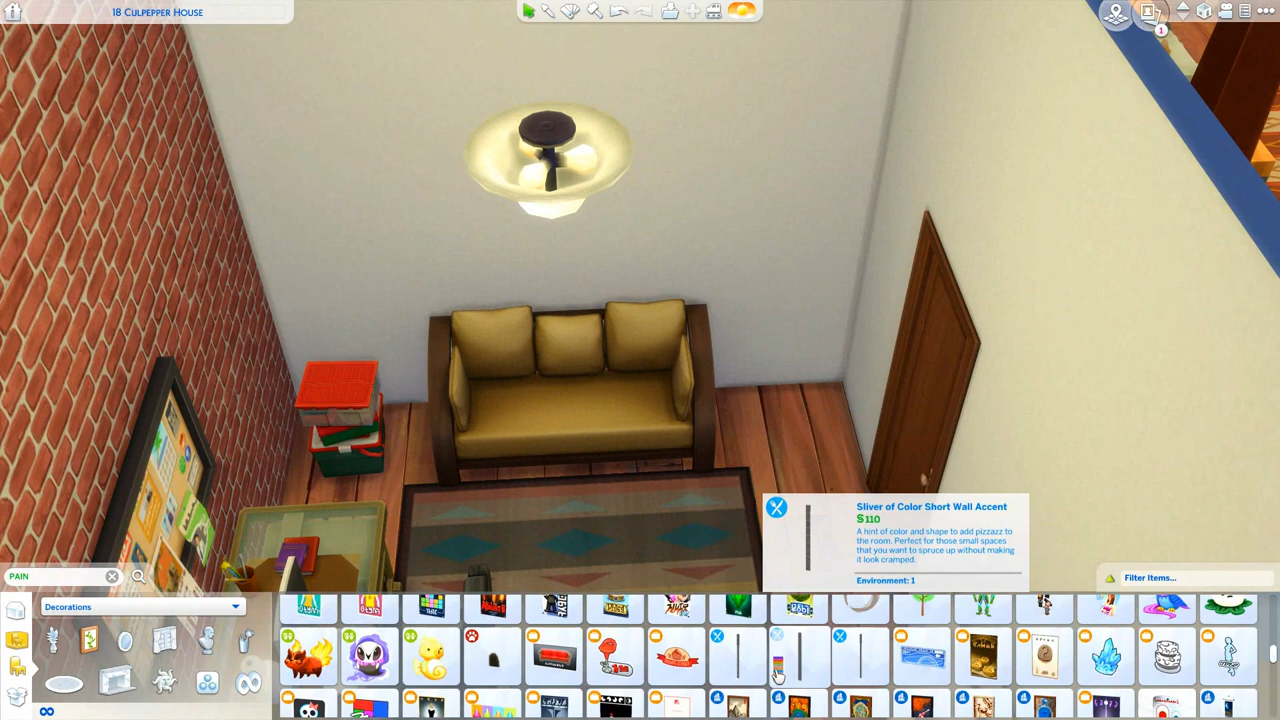 18 Culpepper House
1
Sliver of Color Short Wall Accent
§110
A hint of color and shape to add pizzazz to
the room. Perfect for those small spaces
that you want to spruce up without making
it look cramped.
Environment: 1
PAIN
Filter Items...
Decorations